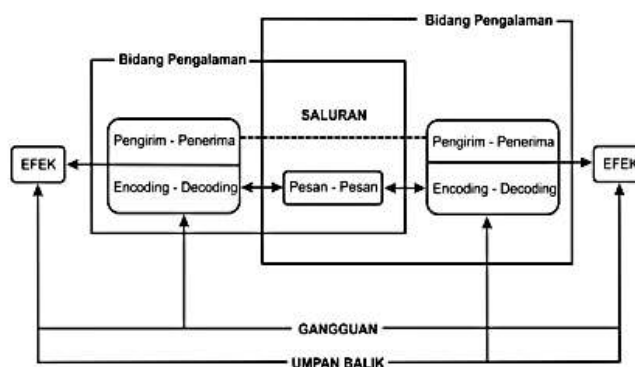 Bidang Pengalaman
Bidang Pengalaman
SALURAN
Pengirim - Penerima
Pengirim - Penerima
EFEK
EFEK
Encoding - Decoding
Pesan - Pesan
Encoding - Decoding
GANGGUAN
UMPAN BALIK